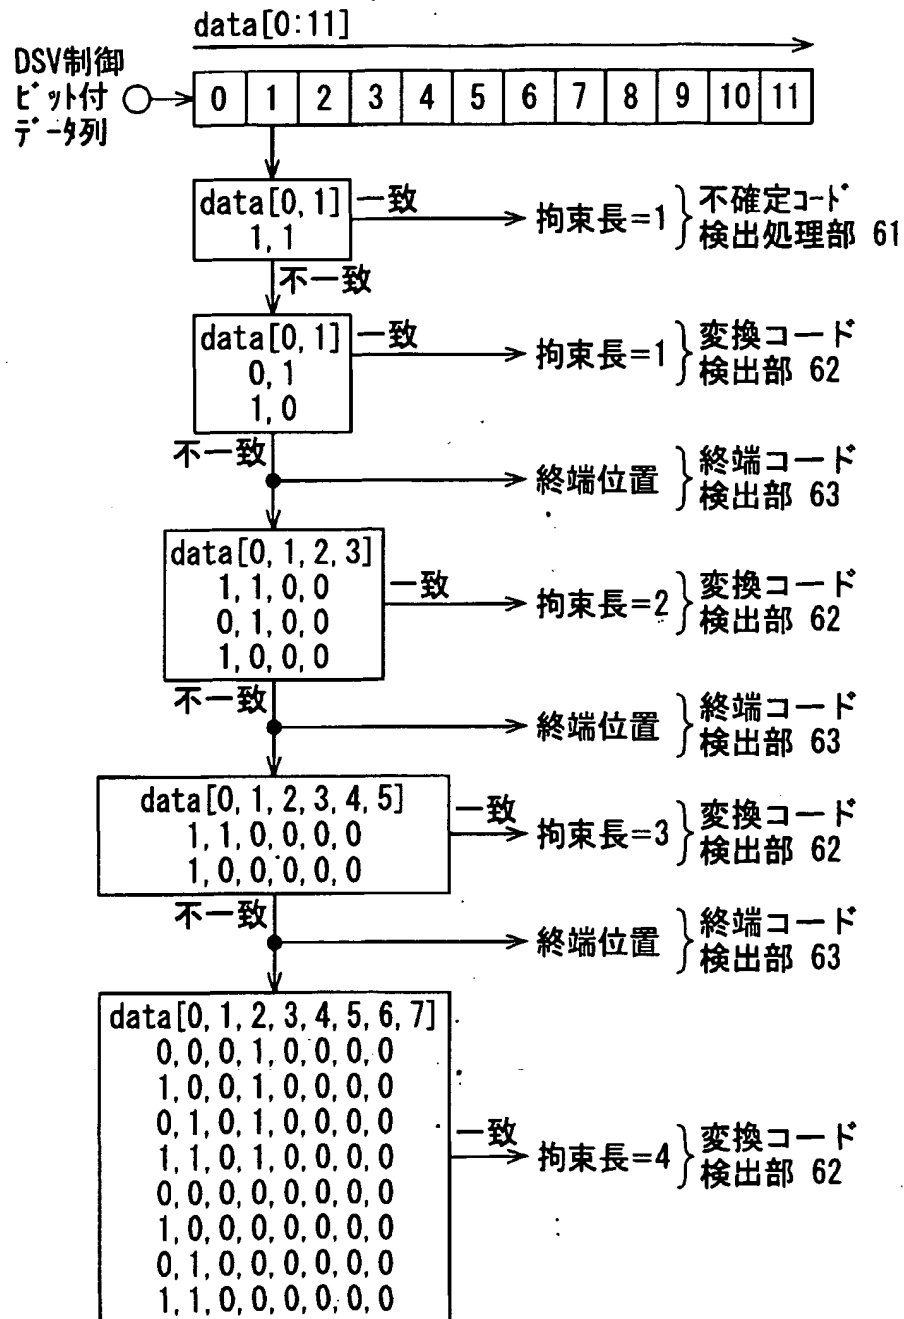 data[0:11]
DSV制御
ビット付
データ列
0 1 2 3 4 5 6 7 8 9 10 11
data[0,1]
1,1
一致
拘束長=1
不確定コード
検出処理部 61
不一致
data[0,1]
0,1
1,0
一致
拘束長=1
変換コード
検出部 62
不一致
終端位置
終端コード
検出部 63
data[0,1,2,3]
1,1,0,0
0,1,0,0
1,0,0,0
一致
拘束長=2
変換コード
検出部 62
不一致
終端位置
終端コード
検出部 63
data[0,1,2,3,4,5]
1,1,0,0,0,0
1,0,0,0,0,0
一致
拘束長=3
変換コード
検出部 62
不一致
終端位置
終端コード
検出部 63
data[0,1,2,3,4,5,6,7]
0,0,0,1,0,0,0,0
1,0,0,1,0,0,0,0
0,1,0,1,0,0,0,0
1,1,0,1,0,0,0,0
0,0,0,0,0,0,0,0
1,0,0,0,0,0,0,0
0,1,0,0,0,0,0,0
1,1,0,0,0,0,0,0
一致
拘束長=4
変換コード
検出部 62